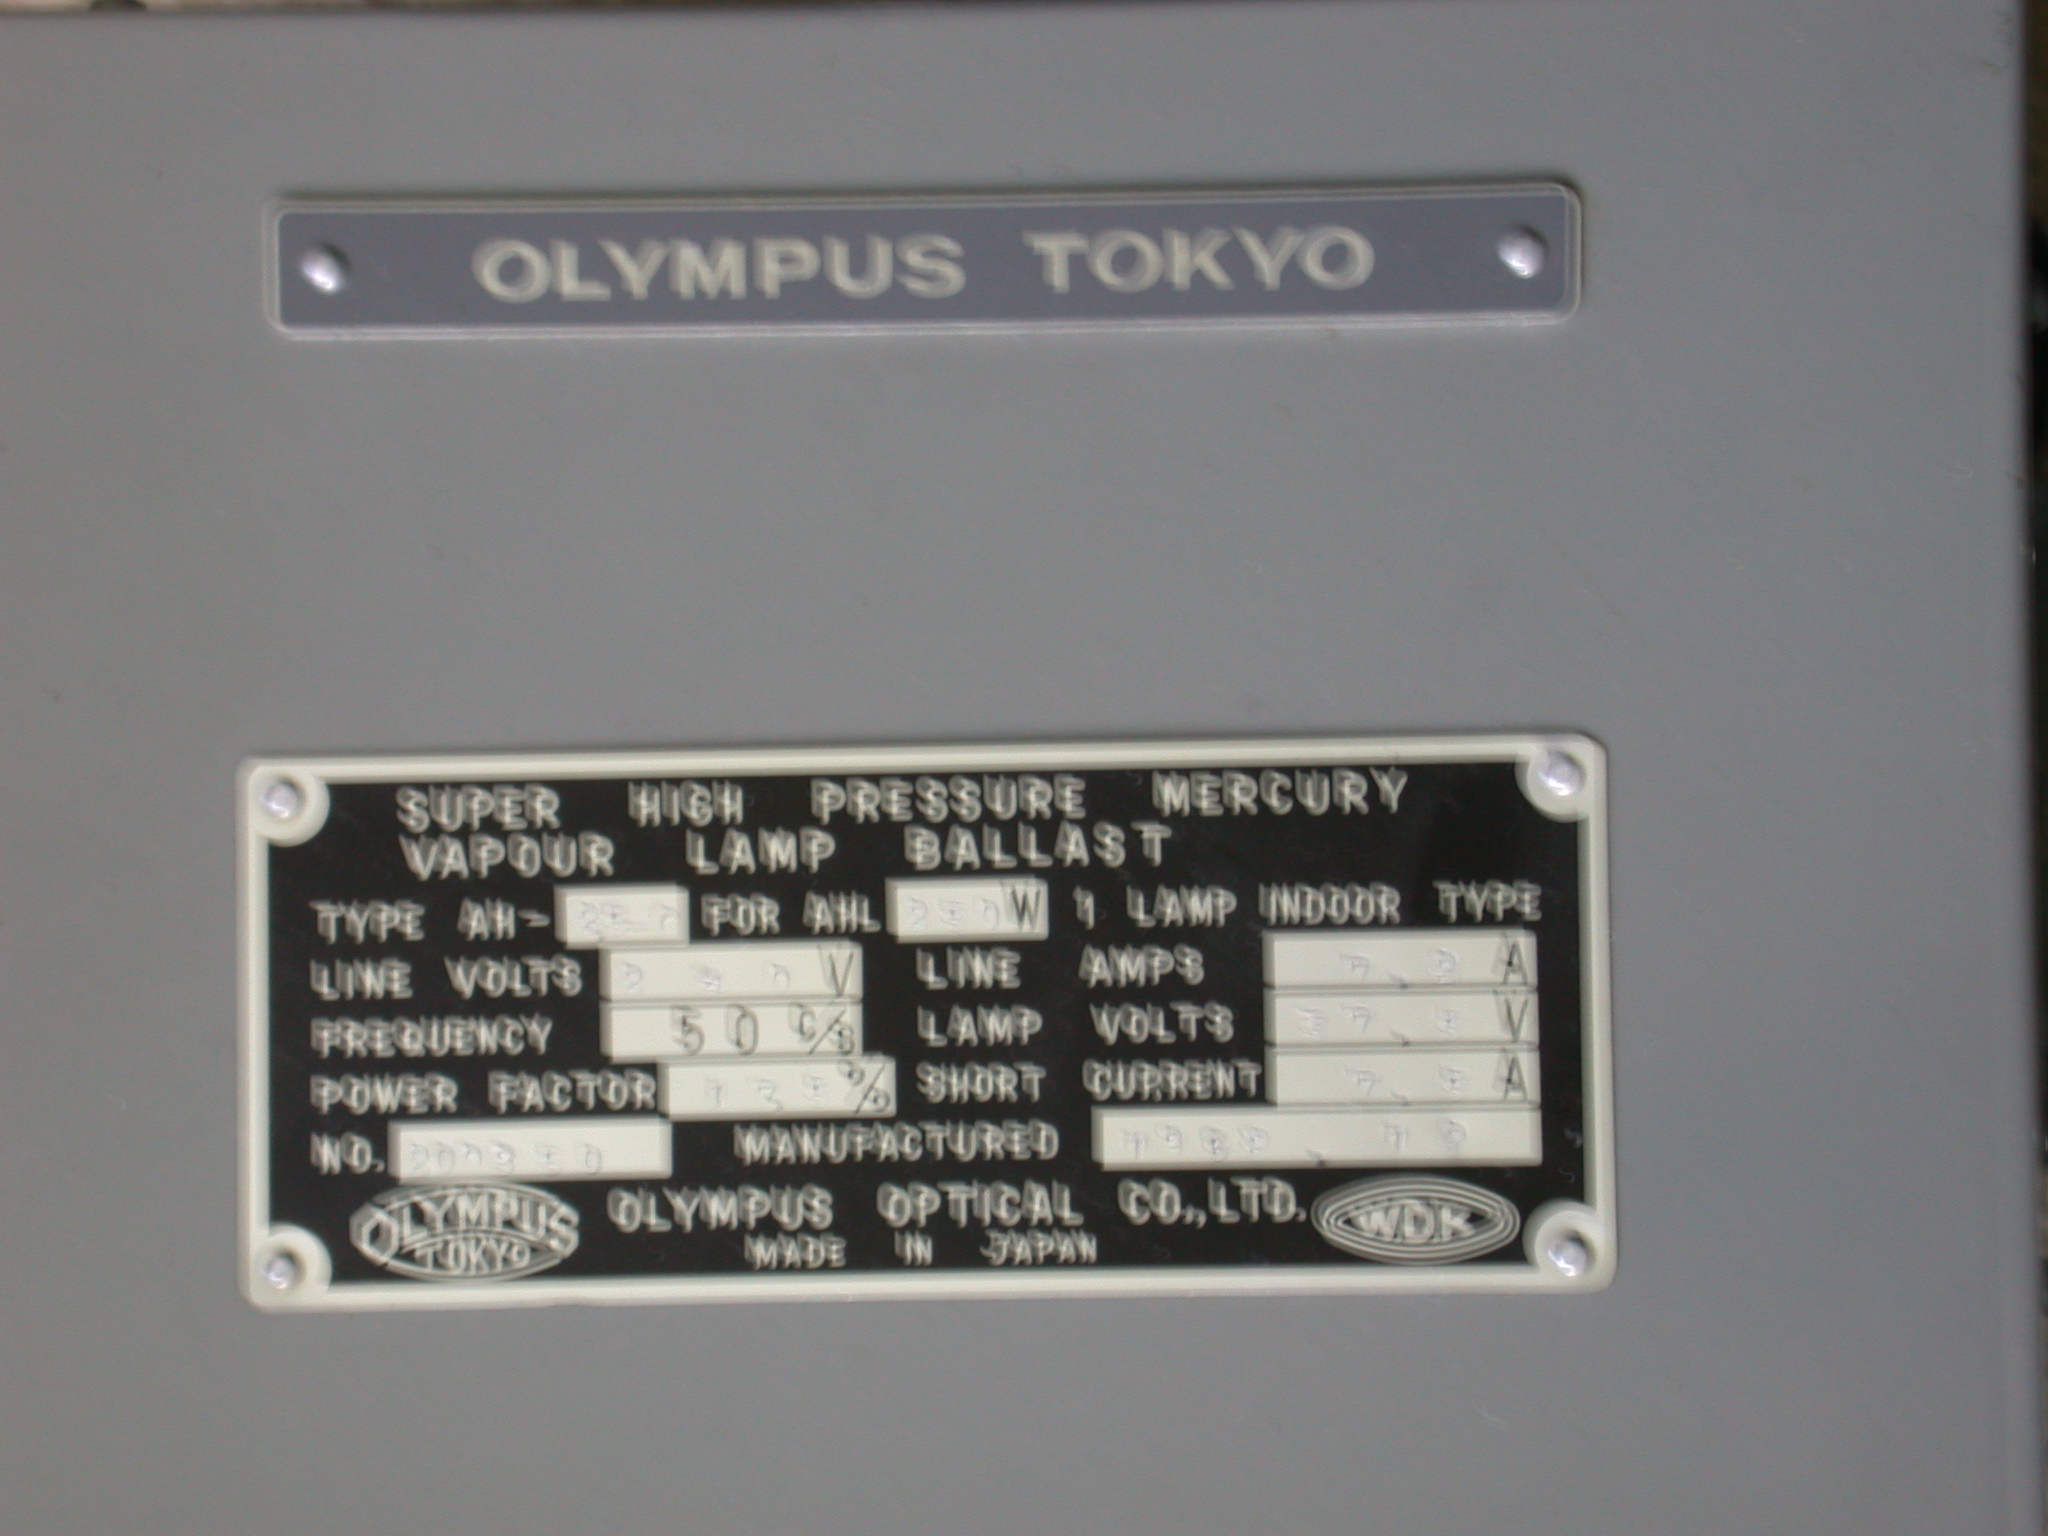 OLYMPUS TOKYO
SUPER HIGH PRESSURE MERCURY
VAPOUR LAMP BALLAST
TYPE AH- FOR AHL W 1 LAMP INDOOR TYPE
LINE VOLTS V LINE AMPS A
FREQUENCY 50 C/S LAMP VOLTS V
POWER FACTOR % SHORT CURRENT A
NO. MANUFACTURED
OLYMPUS TOKYO OLYMPUS OPTICAL CO., LTD. WDK
MADE IN JAPAN